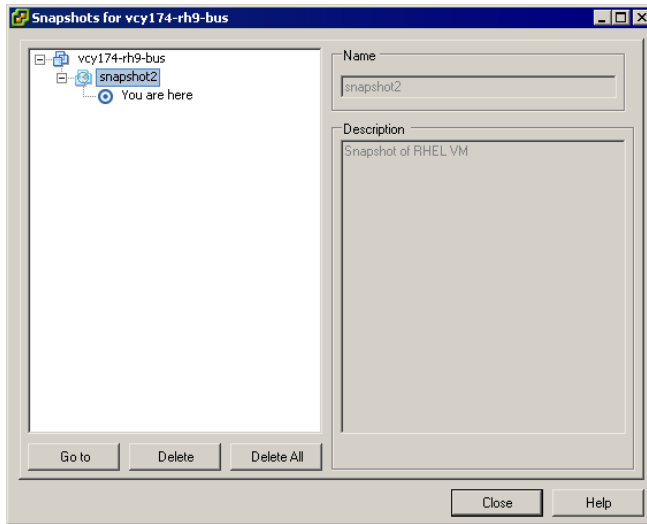 Snapshots for vcy174-rh9-bus
vcy174-rh9-bus
snapshot2
You are here
Name
snapshot2
Description
Snapshot of RHEL VM
Go to
Delete
Delete All
Close
Help